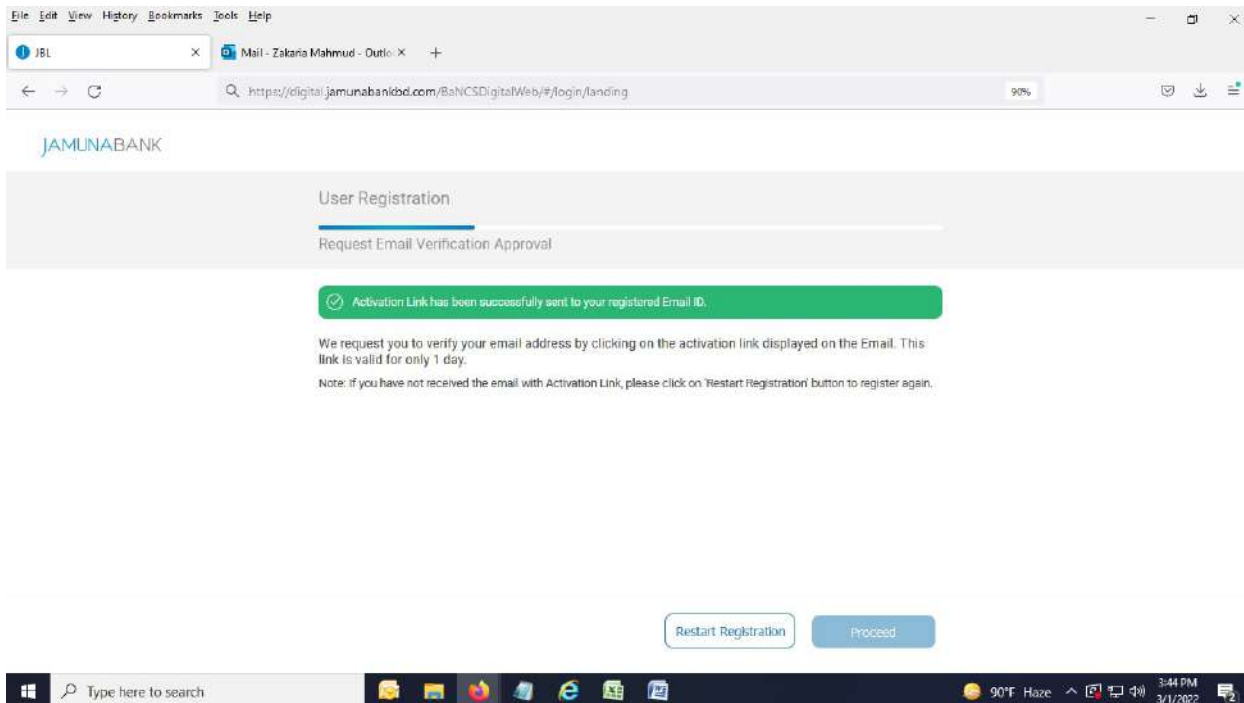 File Edit View History Bookmarks Tools Help
JBL
Mail - Zakaria Mahmud - Outlo
https://digital.jamunabankbd.com/BaNCSDigitalWeb/#/login/landing
90%
JAMUNABANK
User Registration
Request Email Verification Approval
Activation Link has been successfully sent to your registered Email ID.
We request you to verify your email address by clicking on the activation link displayed on the Email. This
link is valid for only 1 day.
Note: If you have not received the email with Activation Link, please click on 'Restart Registration' button to register again.
Restart Registration
Proceed
Type here to search
90°F Haze
3:44 PM
3/1/2022
2